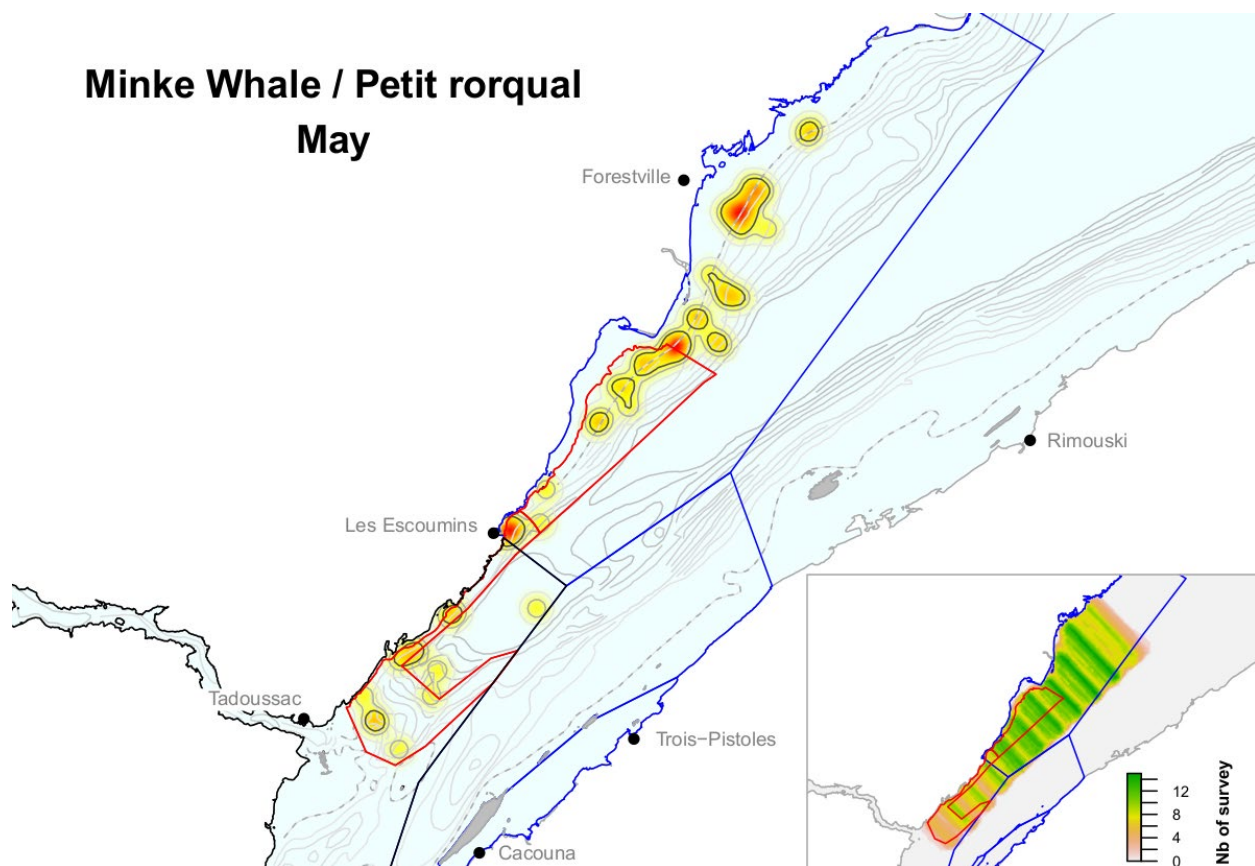 Minke Whale / Petit rorqual
May
Forestville
Rimouski
Les Escoumins
Tadoussac
Trois−Pistoles
Cacouna
12
8
4
0
Nb of survey